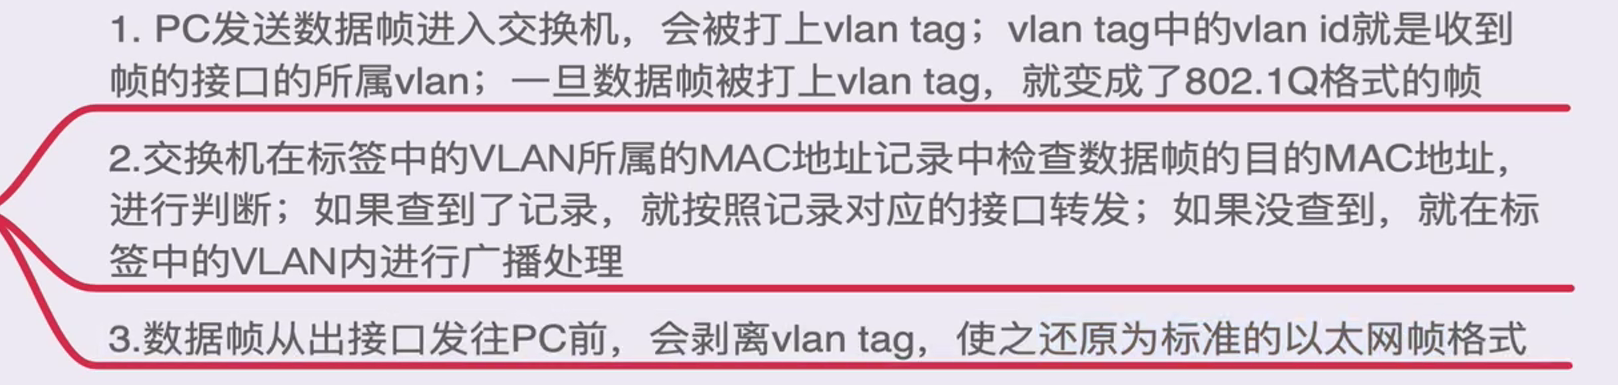 1. PC发送数据帧进入交换机，会被打上vlan tag；vlan tag中的vlan id就是收到
帧的接口的所属vlan；一旦数据帧被打上vlan tag，就变成了802.1Q格式的帧
2.交换机在标签中的VLAN所属的MAC地址记录中检查数据帧的目的MAC地址，
进行判断；如果查到了记录，就按照记录对应的接口转发；如果没查到，就在标
签中的VLAN内进行广播处理
3.数据帧从出接口发往PC前，会剥离vlan tag，使之还原为标准的以太网帧格式